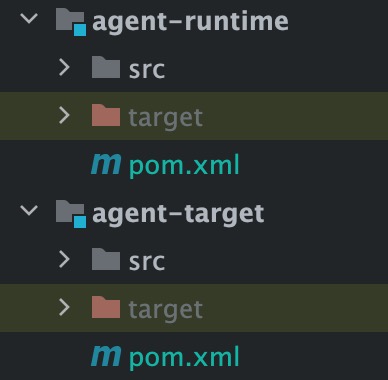 agent-runtime
src
target
m pom.xml
agent-target
src
target
m pom.xml